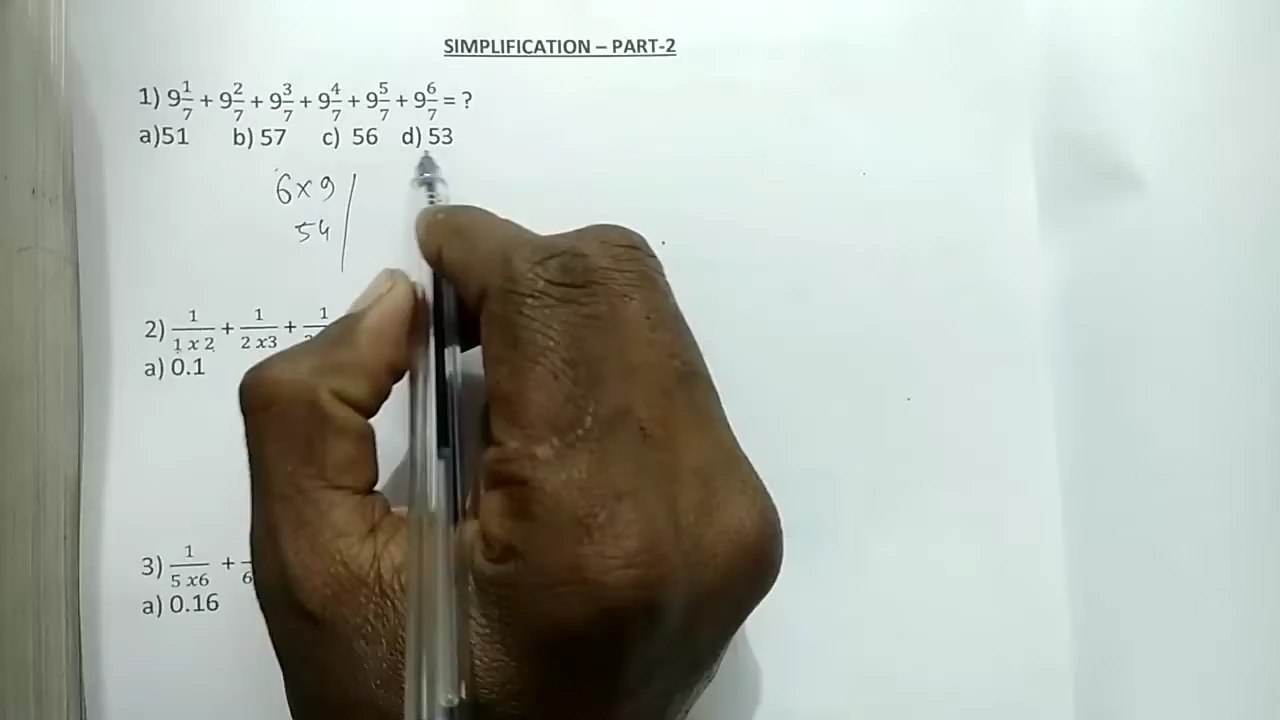 SIMPLIFICATION – PART-2
1) 9 1/7 + 9 2/7 + 9 3/7 + 9 4/7 + 9 5/7 + 9 6/7 = ?
a)51 b) 57 c) 56 d) 53
6×9
54
2) 1/(1 x 2) + 1/(2 x3) + 1/
a) 0.1
3) 1/(5 x6) +
a) 0.16